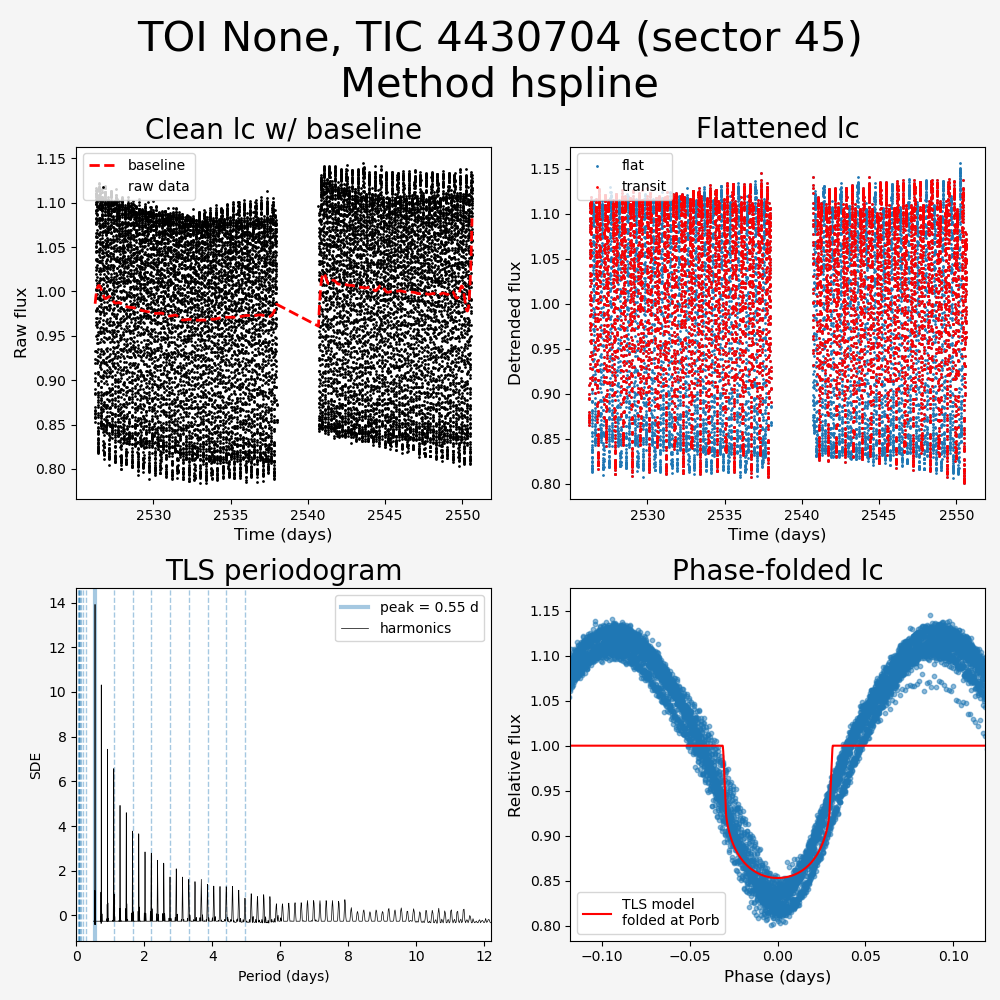 TOI None, TIC 4430704 (sector 45)
Method hspline
Clean lc w/ baseline
Flattened lc
baseline
raw data
flat
transit
1.15
1.10
1.05
1.00
0.95
0.90
0.85
0.80
Raw flux
2530
2535
2540
2545
2550
Time (days)
1.15
1.10
1.05
1.00
0.95
0.90
0.85
0.80
Detrended flux
2530
2535
2540
2545
2550
Time (days)
TLS periodogram
Phase-folded lc
peak = 0.55 d
harmonics
14
12
10
8
6
4
2
0
SDE
0
2
4
6
8
10
12
Period (days)
1.15
1.10
1.05
1.00
0.95
0.90
0.85
0.80
Relative flux
TLS model
folded at Porb
−0.10
−0.05
0.00
0.05
0.10
Phase (days)